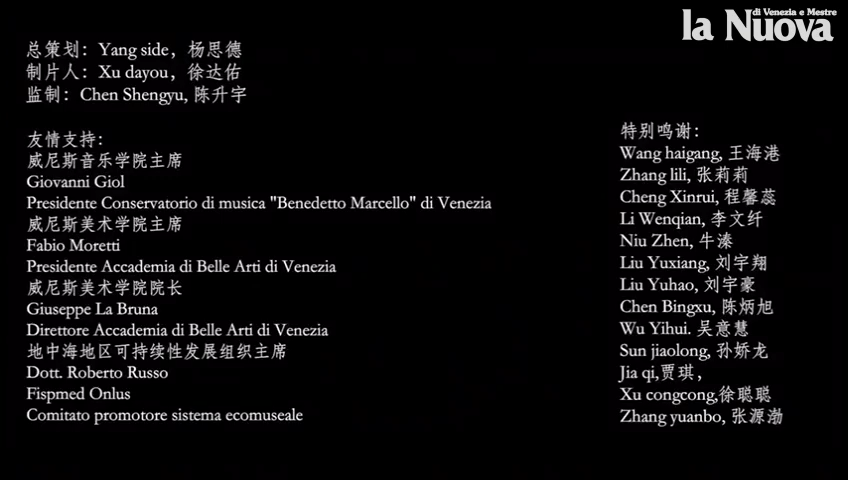 di Venezia e Mestre
la Nuova
总策划：Yang side，杨思德
制片人：Xu dayou，徐达佑
监制：Chen Shengyu, 陈升宇
友情支持：
威尼斯音乐学院主席
Giovanni Giol
Presidente Conservatorio di musica "Benedetto Marcello" di Venezia
威尼斯美术学院主席
Fabio Moretti
Presidente Accademia di Belle Arti di Venezia
威尼斯美术学院院长
Giuseppe La Bruna
Direttore Accademia di Belle Arti di Venezia
地中海地区可持续性发展组织主席
Dott. Roberto Russo
Fispmed Onlus
Comitato promotore sistema ecomuseale
特别鸣谢：
Wang haigang, 王海港
Zhang lili, 张莉莉
Cheng Xinrui, 程馨蕊
Li Wenqian, 李文纤
Niu Zhen, 牛溱
Liu Yuxiang, 刘宇翔
Liu Yuhao, 刘宇豪
Chen Bingxu, 陈炳旭
Wu Yihui. 吴意慧
Sun jiaolong, 孙娇龙
Jia qi,贾琪，
Xu congcong,徐聪聪
Zhang yuanbo, 张源渤